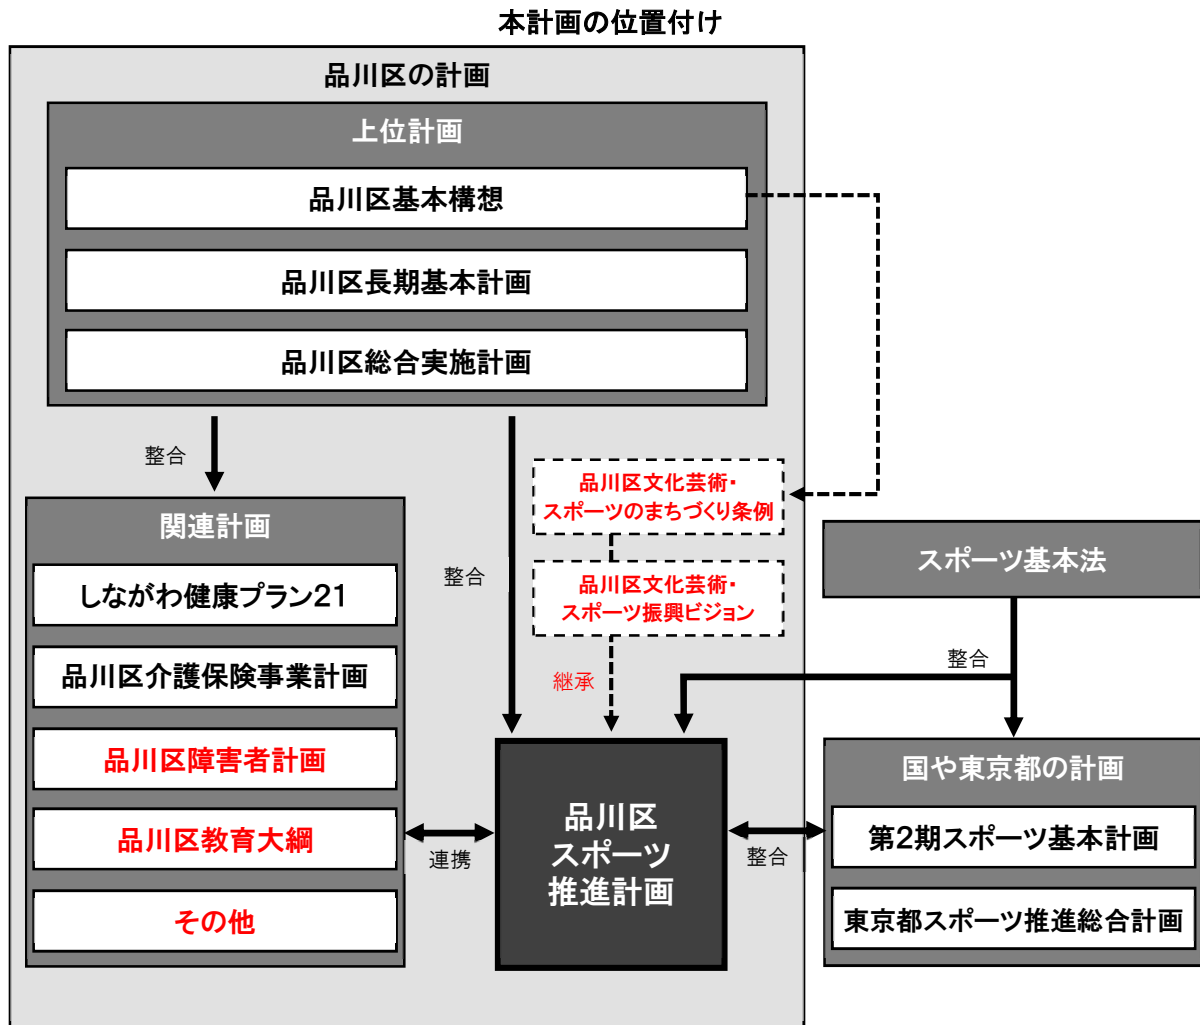 本計画の位置付け
品川区の計画
上位計画
品川区基本構想
品川区長期基本計画
品川区総合実施計画
整合
関連計画
しながわ健康プラン21
品川区介護保険事業計画
品川区障害者計画
品川区教育大綱
その他
整合
品川区文化芸術・
スポーツのまちづくり条例
品川区文化芸術・
スポーツ振興ビジョン
継承
スポーツ基本法
整合
品川区
スポーツ
推進計画
連携
整合
国や東京都の計画
第2期スポーツ基本計画
東京都スポーツ推進総合計画